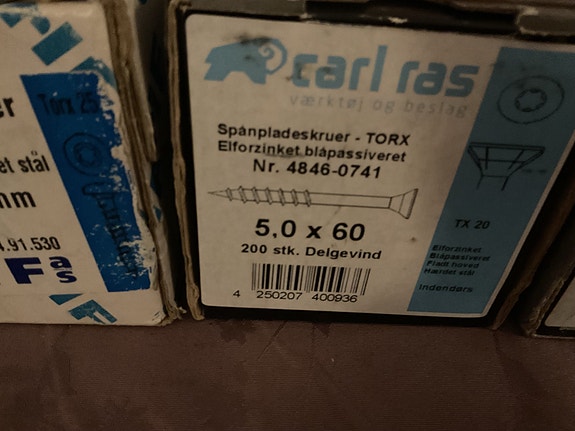 er
Torx 25
et stål
mm
.91.530
Fas
carl ras
værktøj og beslag
Spånpladeskruer - TORX
Elforzinket blåpassiveret
Nr. 4846-0741
5,0 x 60
200 stk. Delgevind
4 250207 400936
TX 20
Elforzinket
Blåpassiveret
Fladt hoved
Hærdet stål
Indendørs